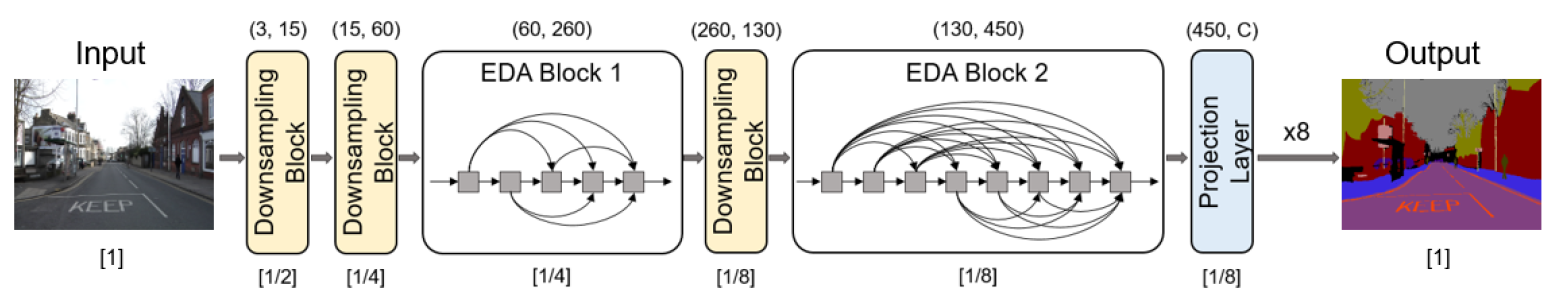 (3, 15) (15, 60) (60, 260) (260, 130) (130, 450) (450, C)
Input
Downsampling
Block
Downsampling
Block
EDA Block 1
Downsampling
Block
EDA Block 2
Projection
Layer
x8
Output
KEEP
KEEP
[1] [1/2] [1/4] [1/4] [1/8] [1/8] [1/8] [1]